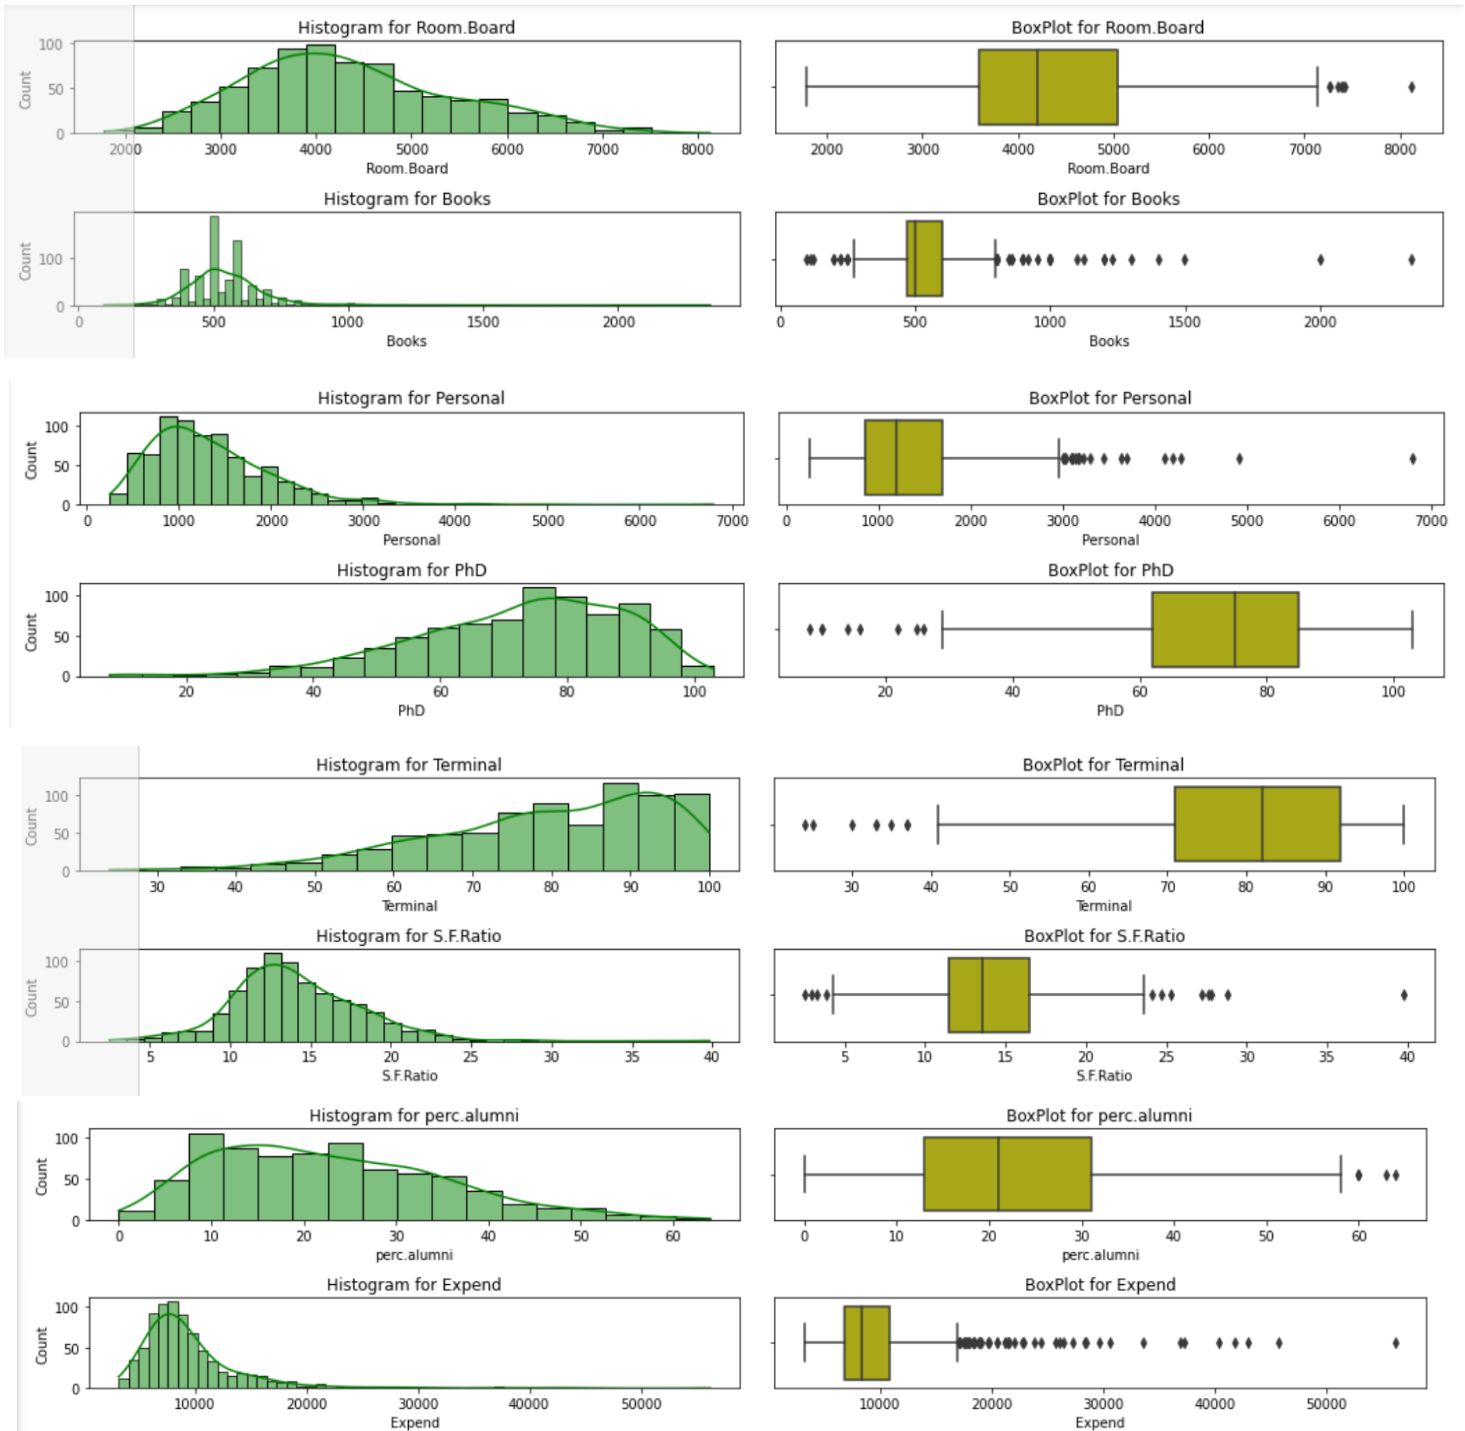 Histogram for Room.Board BoxPlot for Room.Board
100
50
0
Count
2000 3000 4000 5000 6000 7000 8000 2000 3000 4000 5000 6000 7000 8000
Room.Board Room.Board
Histogram for Books BoxPlot for Books
100
0
Count
0 500 1000 1500 2000 0 500 1000 1500 2000
Books Books
Histogram for Personal BoxPlot for Personal
100
50
0
Count
0 1000 2000 3000 4000 5000 6000 7000 0 1000 2000 3000 4000 5000 6000 7000
Personal Personal
Histogram for PhD BoxPlot for PhD
100
50
0
Count
20 40 60 80 100 20 40 60 80 100
PhD PhD
Histogram for Terminal BoxPlot for Terminal
100
50
0
Count
30 40 50 60 70 80 90 100 30 40 50 60 70 80 90 100
Terminal Terminal
Histogram for S.F.Ratio BoxPlot for S.F.Ratio
100
50
0
Count
5 10 15 20 25 30 35 40 5 10 15 20 25 30 35 40
S.F.Ratio S.F.Ratio
Histogram for perc.alumni BoxPlot for perc.alumni
100
50
0
Count
0 10 20 30 40 50 60 0 10 20 30 40 50 60
perc.alumni perc.alumni
Histogram for Expend BoxPlot for Expend
100
50
0
Count
10000 20000 30000 40000 50000 10000 20000 30000 40000 50000
Expend Expend